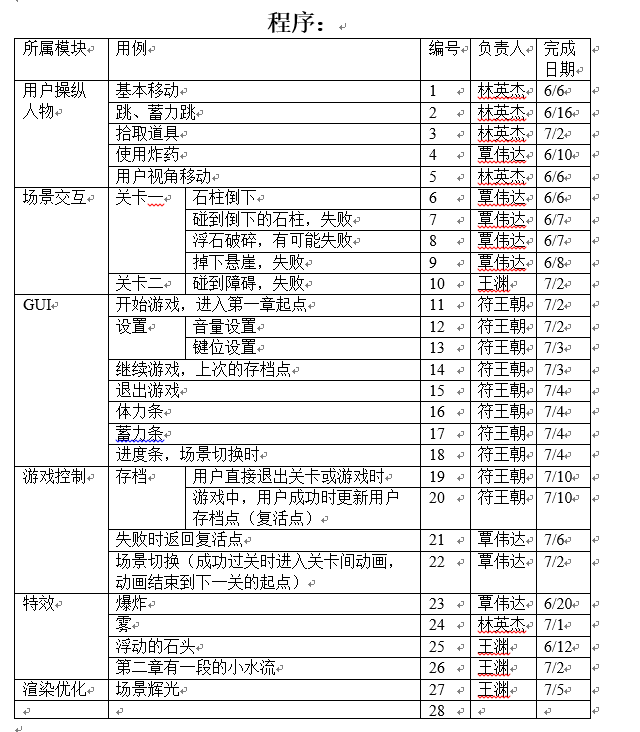 程序：
所属模块 用例 编号 负责人 完成
日期
用户操纵 基本移动 1 林英杰 6/6
人物 跳、蓄力跳 2 林英杰 6/16
拾取道具 3 林英杰 7/2
使用炸药 4 覃伟达 6/10
用户视角移动 5 林英杰 6/6
场景交互 关卡一 石柱倒下 6 覃伟达 6/6
碰到倒下的石柱，失败 7 覃伟达 6/7
浮石破碎，有可能失败 8 覃伟达 6/7
掉下悬崖，失败 9 覃伟达 6/8
关卡二 碰到障碍，失败 10 王渊 7/2
GUI 开始游戏，进入第一章起点 11 符王朝 7/2
设置 音量设置 12 符王朝 7/2
键位设置 13 符王朝 7/3
继续游戏，上次的存档点 14 符王朝 7/3
退出游戏 15 符王朝 7/4
体力条 16 符王朝 7/4
蓄力条 17 符王朝 7/4
进度条，场景切换时 18 符王朝 7/4
游戏控制 存档 用户直接退出关卡或游戏时 19 符王朝 7/10
游戏中，用户成功时更新用户 20 符王朝 7/10
存档点（复活点）
失败时返回复活点 21 覃伟达 7/6
场景切换（成功过关时进入关卡间动画， 22 覃伟达 7/2
动画结束到下一关的起点）
特效 爆炸 23 覃伟达 6/20
雾 24 林英杰 7/1
浮动的石头 25 王渊 6/12
第二章有一段的小水流 26 王渊 7/2
渲染优化 场景辉光 27 王渊 7/5
28